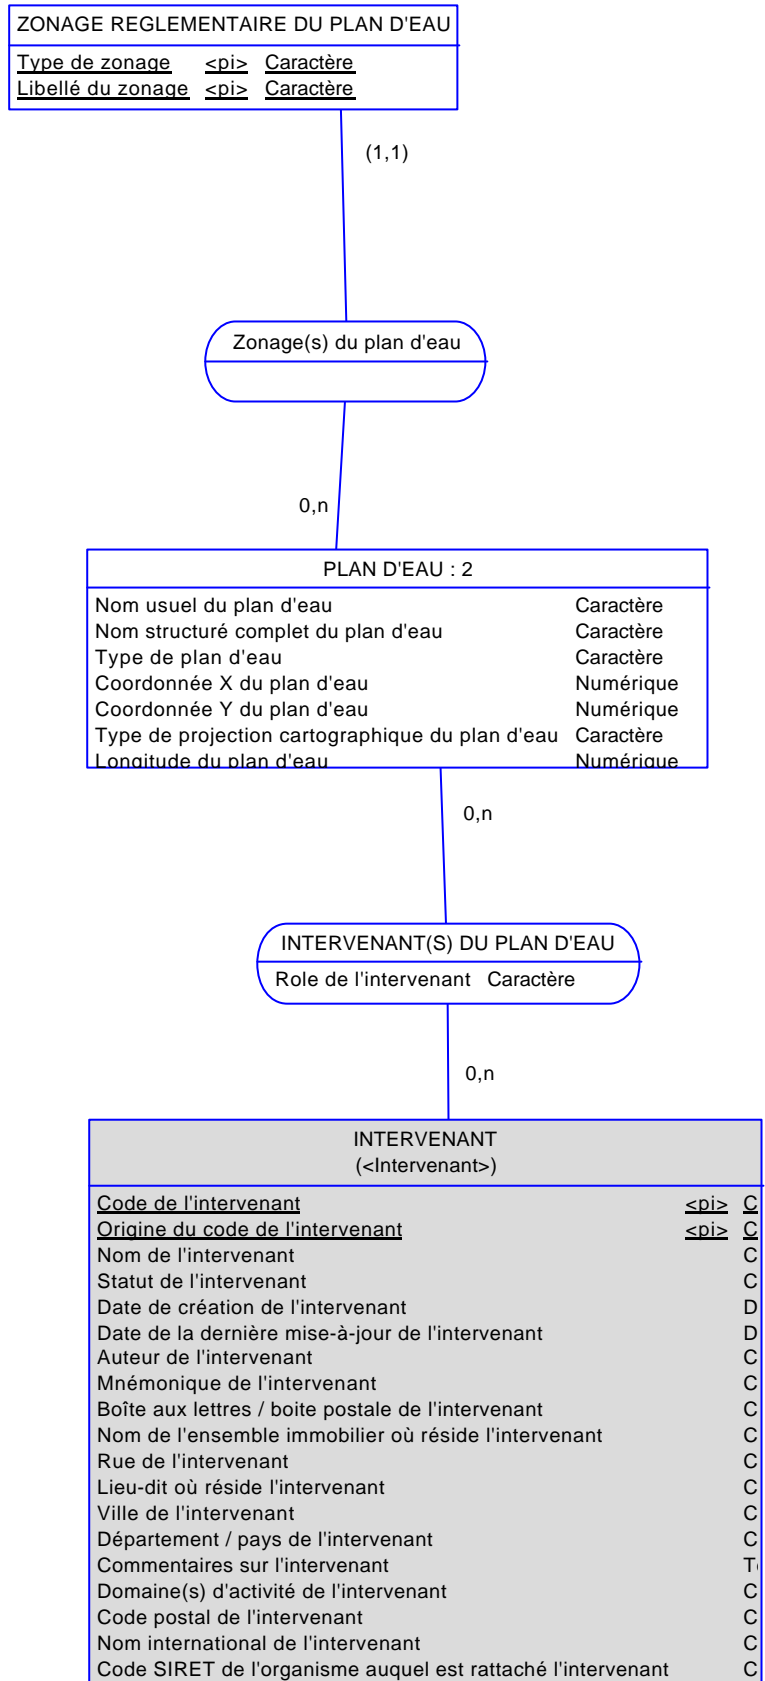 ZONAGE REGLEMENTAIRE DU PLAN D'EAU
Type de zonage <pi> Caractère
Libellé du zonage <pi> Caractère
(1,1)
Zonage(s) du plan d'eau
0,n
PLAN D'EAU : 2
Nom usuel du plan d'eau Caractère
Nom structuré complet du plan d'eau Caractère
Type de plan d'eau Caractère
Coordonnée X du plan d'eau Numérique
Coordonnée Y du plan d'eau Numérique
Type de projection cartographique du plan d'eau Caractère
Longitude du plan d'eau Numérique
0,n
INTERVENANT(S) DU PLAN D'EAU
Role de l'intervenant Caractère
0,n
INTERVENANT
(<Intervenant>)
Code de l'intervenant <pi> C
Origine du code de l'intervenant <pi> C
Nom de l'intervenant C
Statut de l'intervenant C
Date de création de l'intervenant D
Date de la dernière mise-à-jour de l'intervenant D
Auteur de l'intervenant C
Mnémonique de l'intervenant C
Boîte aux lettres / boite postale de l'intervenant C
Nom de l'ensemble immobilier où réside l'intervenant C
Rue de l'intervenant C
Lieu-dit où réside l'intervenant C
Ville de l'intervenant C
Département / pays de l'intervenant C
Commentaires sur l'intervenant T
Domaine(s) d'activité de l'intervenant C
Code postal de l'intervenant C
Nom international de l'intervenant C
Code SIRET de l'organisme auquel est rattaché l'intervenant C